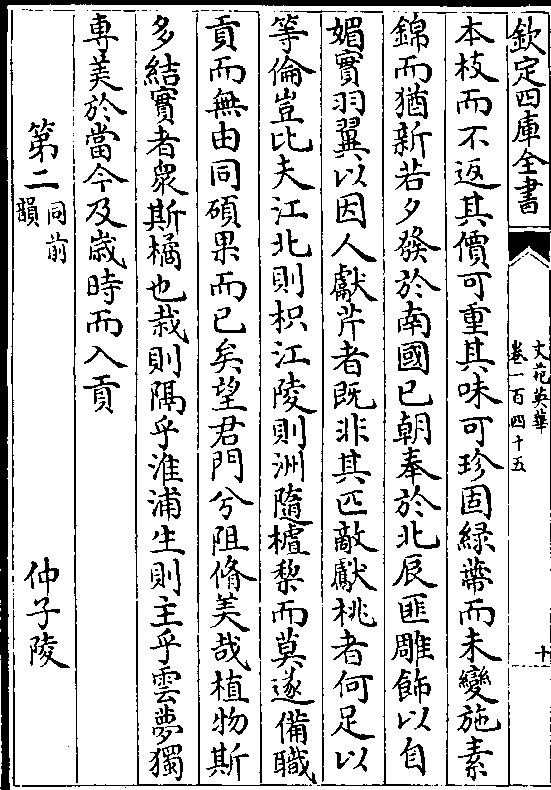 欽定四庫全書
文苑英華
卷一百四十五
十
本枝而不返其價可重其味可珍固緑蔕而未變施素
錦而猶新若夕發於南國已朝奉於北辰匪雕飾以自
媚實羽翼以因人獻芹者既非其匹敵獻桃者何足以
等倫豈比夫江北則枳江陵則洲隨樝棃而莫遂備職
貢而無由同碩果而已矣望君門兮阻脩美哉植物斯
多結實者衆斯橘也栽則隅乎淮浦生則主乎雲夢獨
専美於當今及歲時而入貢
第二同前韻
仲子陵